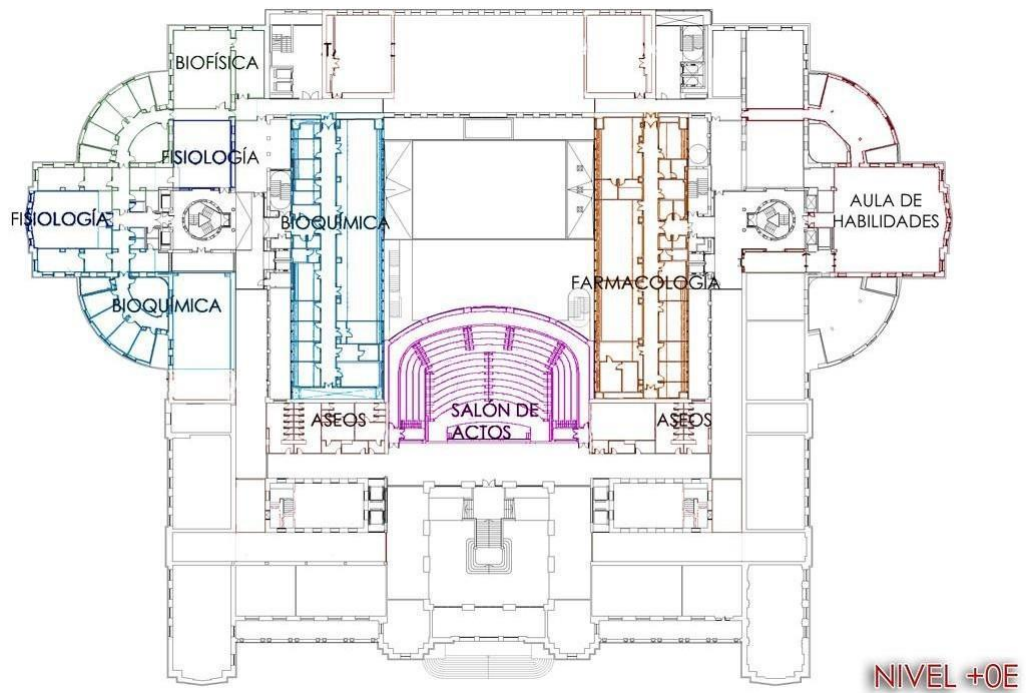 BIOFÍSICA
FISIOLOGÍA
FISIOLOGÍA
BIOQUÍMICA
AULA DE
HABILIDADES
BIOQUÍMICA
FARMACOLOGÍA
SALÓN DE
ACTOS
ASEOS
ASEOS
NIVEL +0E